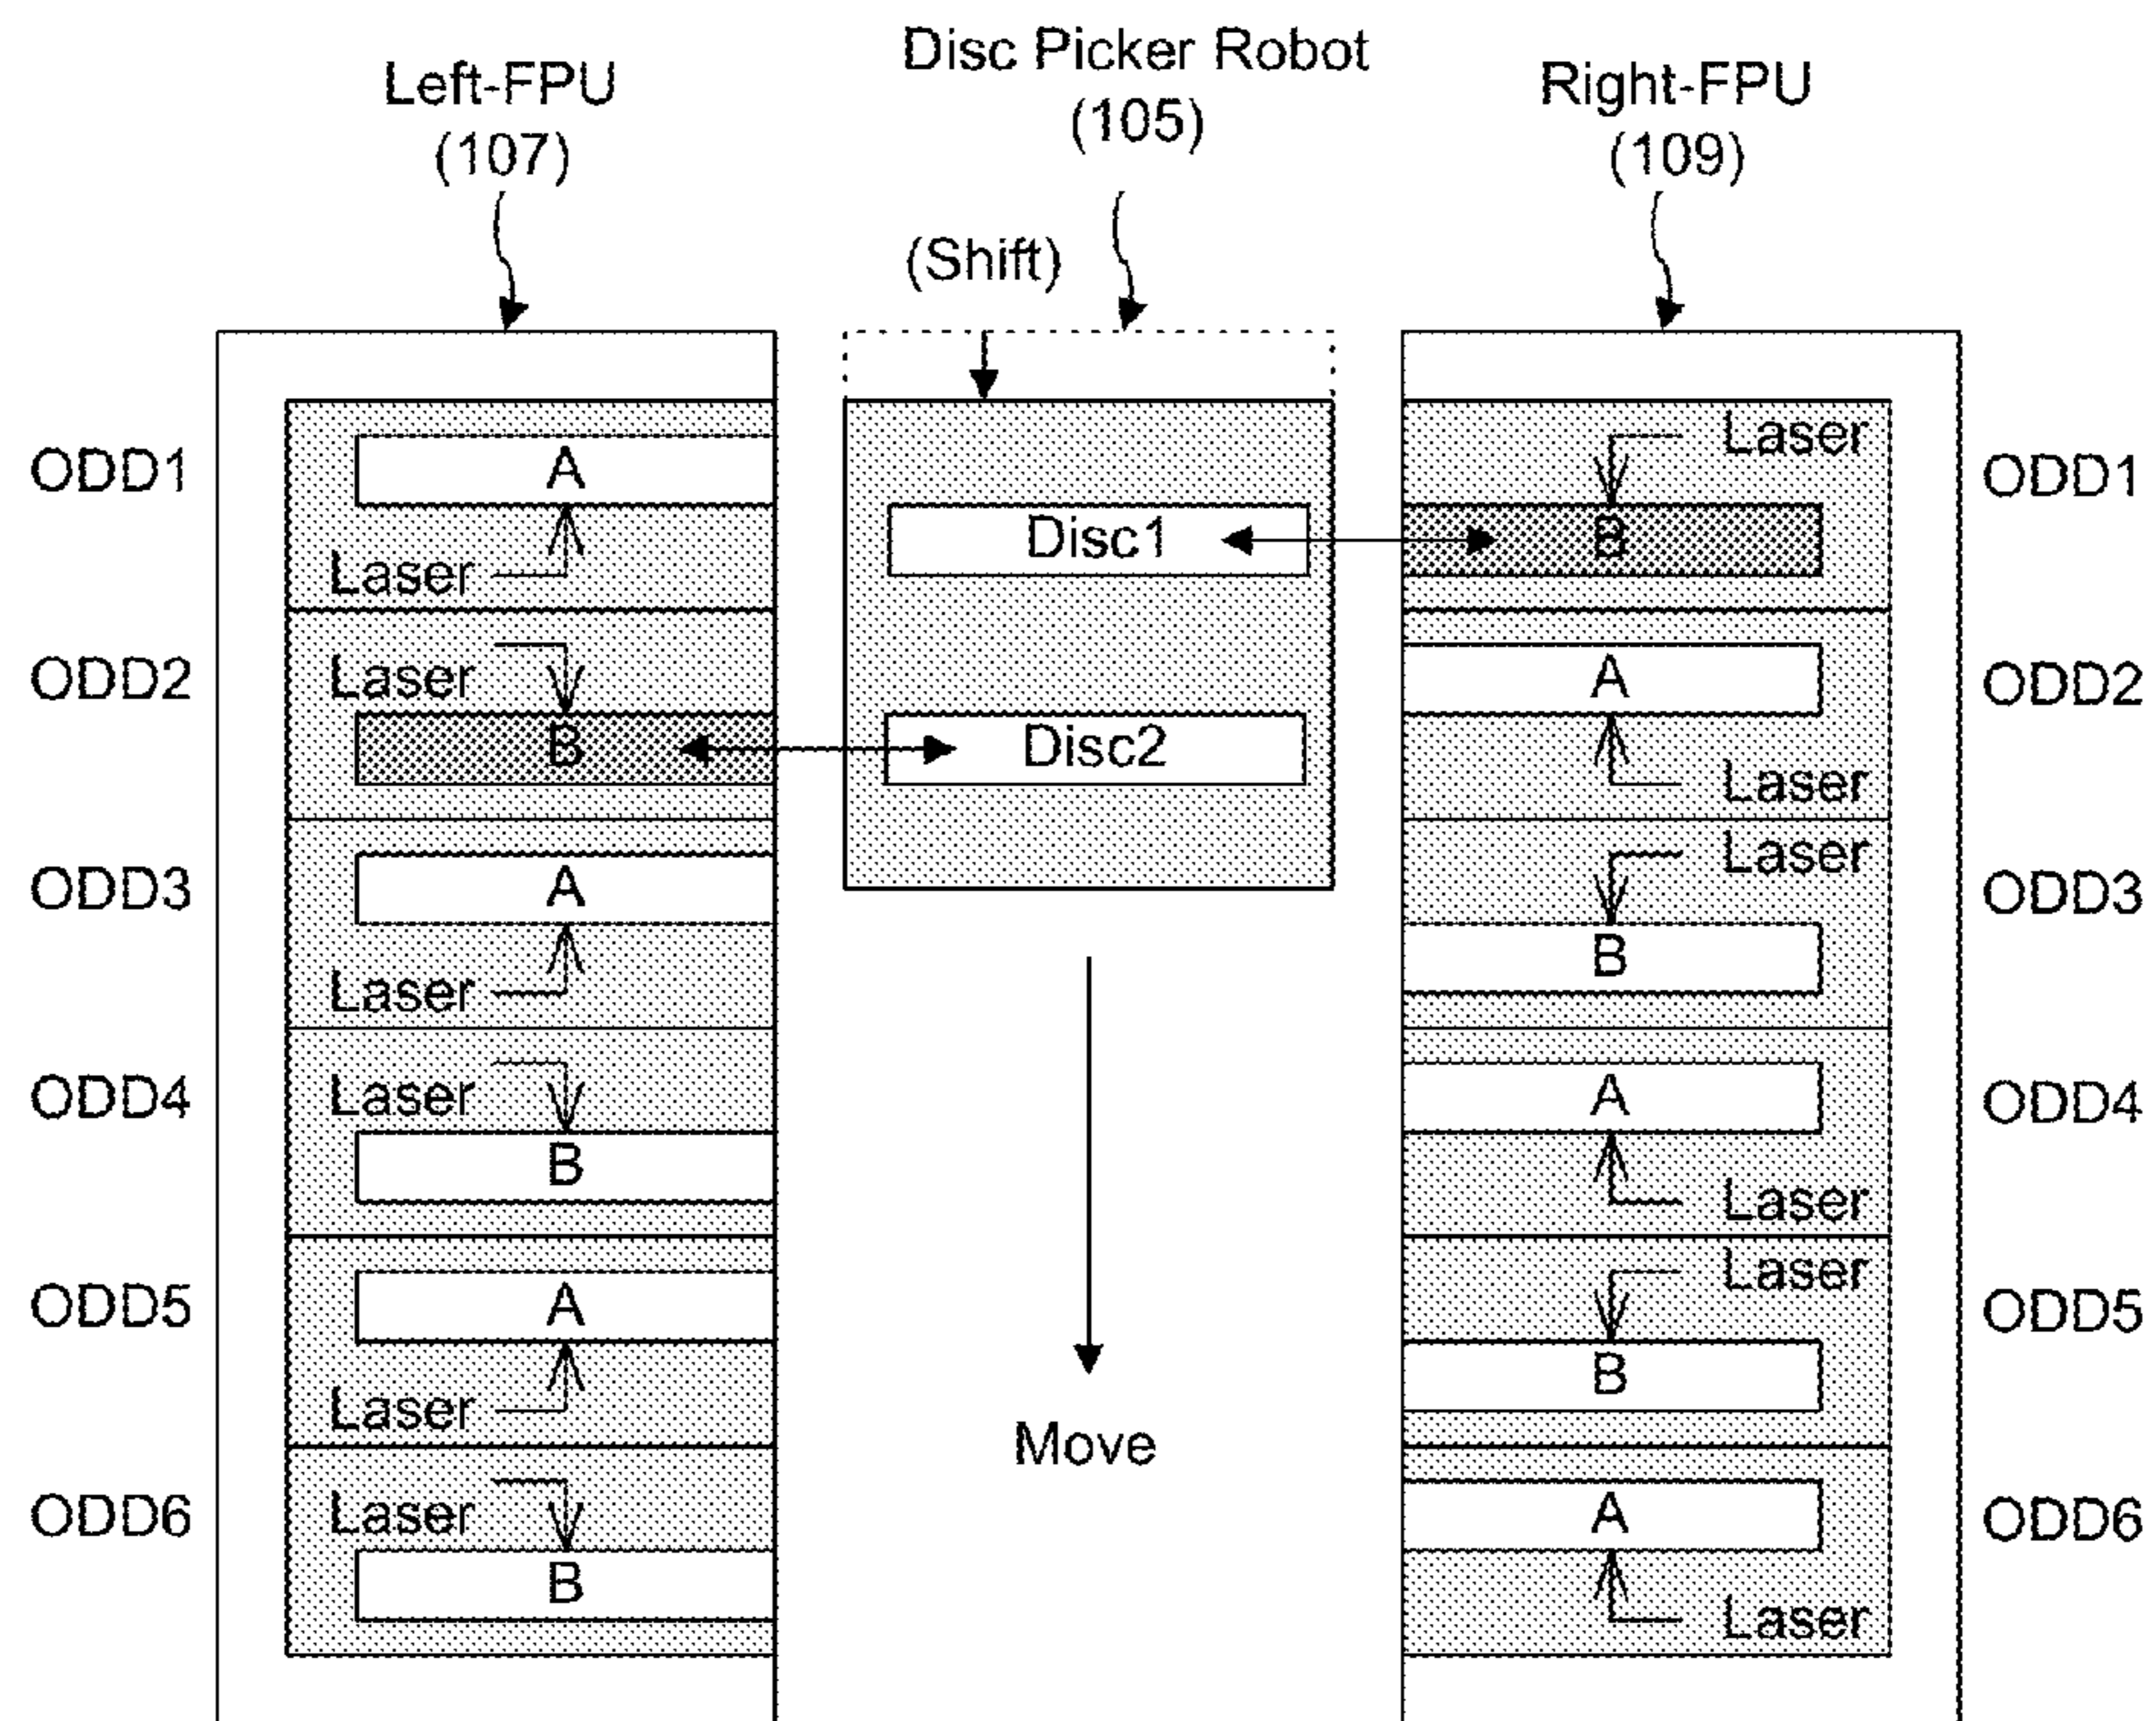 Disc Picker Robot
(105)
Left-FPU
(107)
Right-FPU
(109)
(Shift)
ODD1
A
Laser
Disc1
Laser
B
ODD1
ODD2
Laser
B
Disc2
A
Laser
ODD2
ODD3
A
Laser
Laser
B
ODD3
ODD4
Laser
B
A
Laser
ODD4
ODD5
A
Laser
Move
Laser
B
ODD5
ODD6
Laser
B
A
Laser
ODD6